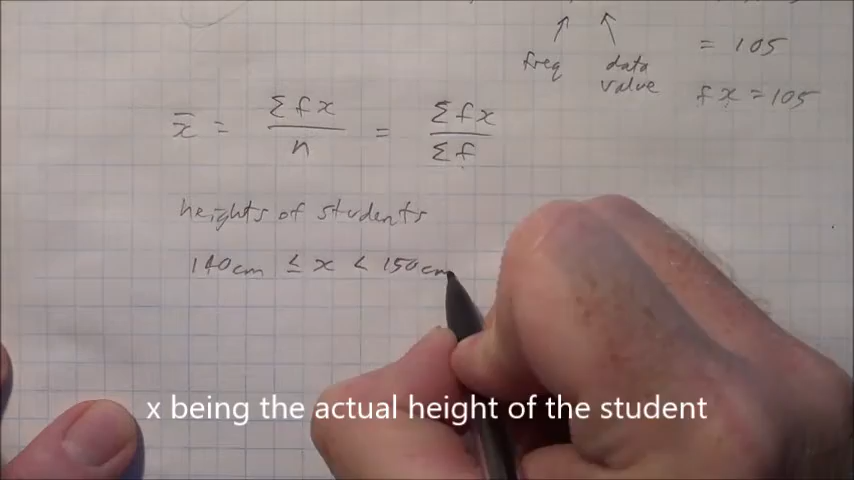 = 105
freq data value
fx = 105
x̄ = Σfx / n = Σfx / Σf
heights of students
140cm ≤ x < 150cm
x being the actual height of the student